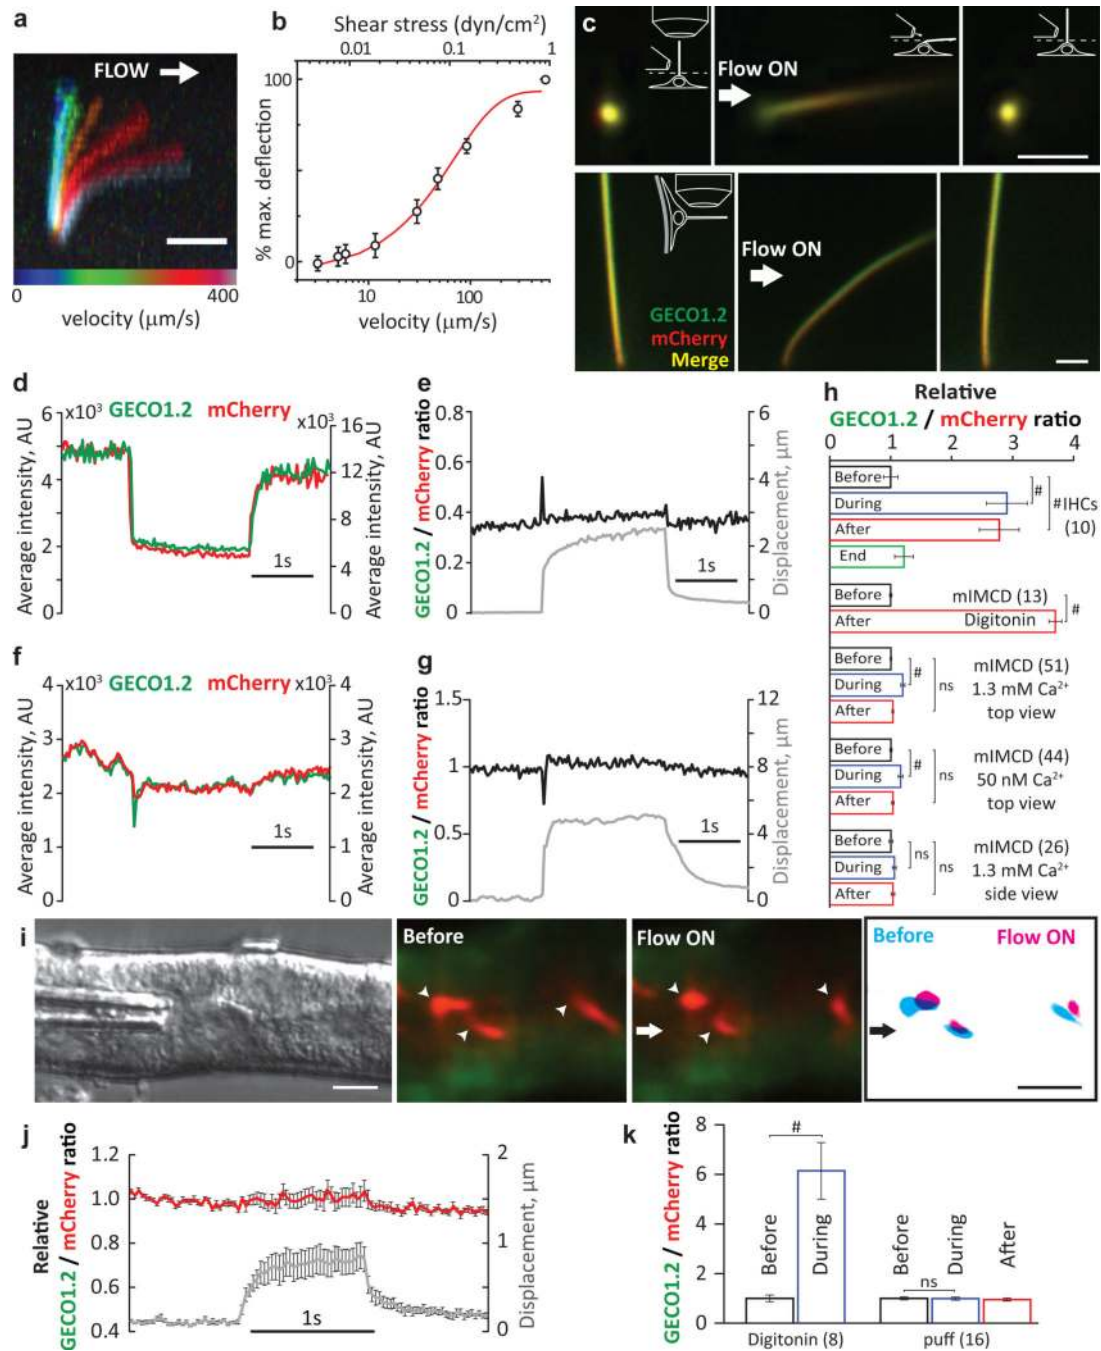 a
FLOW
0
400
velocity (μm/s)
b
Shear stress (dyn/cm²)
0.01
0.1
1
% max. deflection
100
50
0
10
100
velocity (μm/s)
c
Flow ON
Flow ON
GECO1.2
mCherry
Merge
d
×10³ GECO1.2 mCherry ×10³
Average intensity, AU
6
4
2
0
16
12
8
4
0
Average intensity, AU
1s
e
GECO1.2 / mCherry ratio
0.8
0.6
0.4
0.2
0
6
4
2
0
Displacement, μm
1s
f
×10³ GECO1.2 mCherry ×10³
Average intensity, AU
4
3
2
1
0
4
3
2
1
0
Average intensity, AU
1s
g
GECO1.2 / mCherry ratio
1.5
1
0.5
0
12
8
4
0
Displacement, μm
1s
h
Relative
GECO1.2 / mCherry ratio
0 1 2 3 4
Before
During
After
End
#
#
IHCs
(10)
Before
After
mIMCD (13)
Digitonin
#
Before
During
After
#
ns
mIMCD (51)
1.3 mM Ca²⁺
top view
Before
During
After
#
ns
mIMCD (44)
50 nM Ca²⁺
top view
Before
During
After
ns
ns
mIMCD (26)
1.3 mM Ca²⁺
side view
i
Before
Flow ON
Before
Flow ON
j
Relative
GECO1.2 / mCherry ratio
1.2
1.0
0.8
0.6
0.4
2
1
0
Displacement, μm
1s
k
GECO1.2 / mCherry ratio
8
6
4
2
0
#
Before
During
ns
Before
During
After
Digitonin (8)
puff (16)